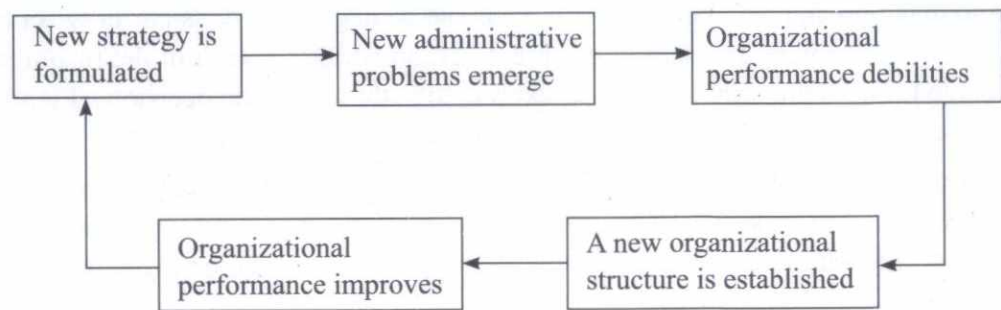 New strategy is
formulated
New administrative
problems emerge
Organizational
performance debilities
A new organizational
structure is established
Organizational
performance improves